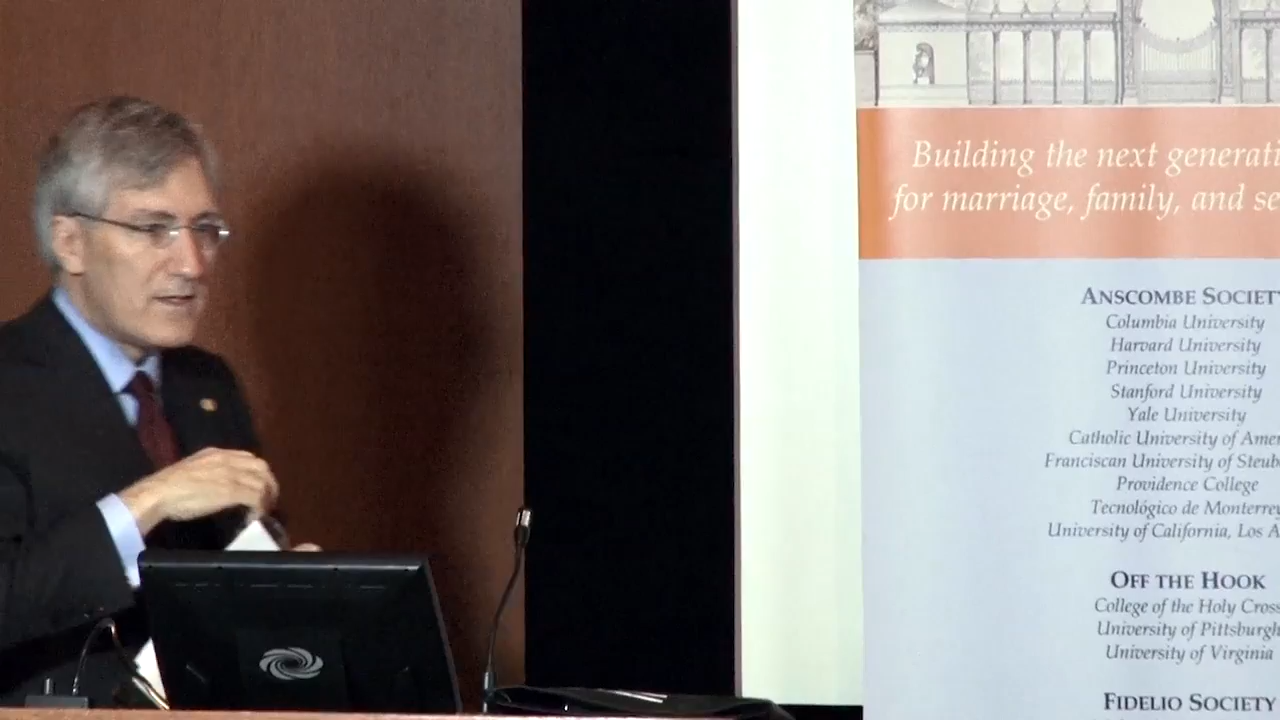 Building the next generati
for marriage, family, and se
ANSCOMBE SOCIETY
Columbia University
Harvard University
Princeton University
Stanford University
Yale University
Catholic University of Amer
Franciscan University of Steub
Providence College
Tecnológico de Monterrey
University of California, Los A
OFF THE HOOK
College of the Holy Cross
University of Pittsburgh
University of Virginia
FIDELIO SOCIETY